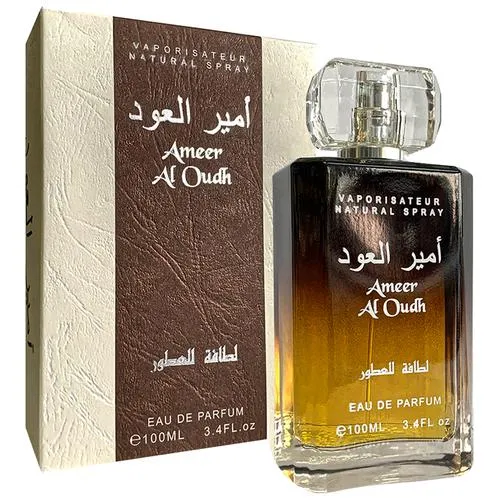 VAPORISATEUR
NATURAL SPRAY
أمير العود
Ameer
Al Oudh
لطافة للعطور
EAU DE PARFUM
℮100ML 3.4FL.oz
VAPORISATEUR
NATURAL SPRAY
أمير العود
Ameer
Al Oudh
لطافة للعطور
EAU DE PARFUM
℮100ML 3.4FL oz